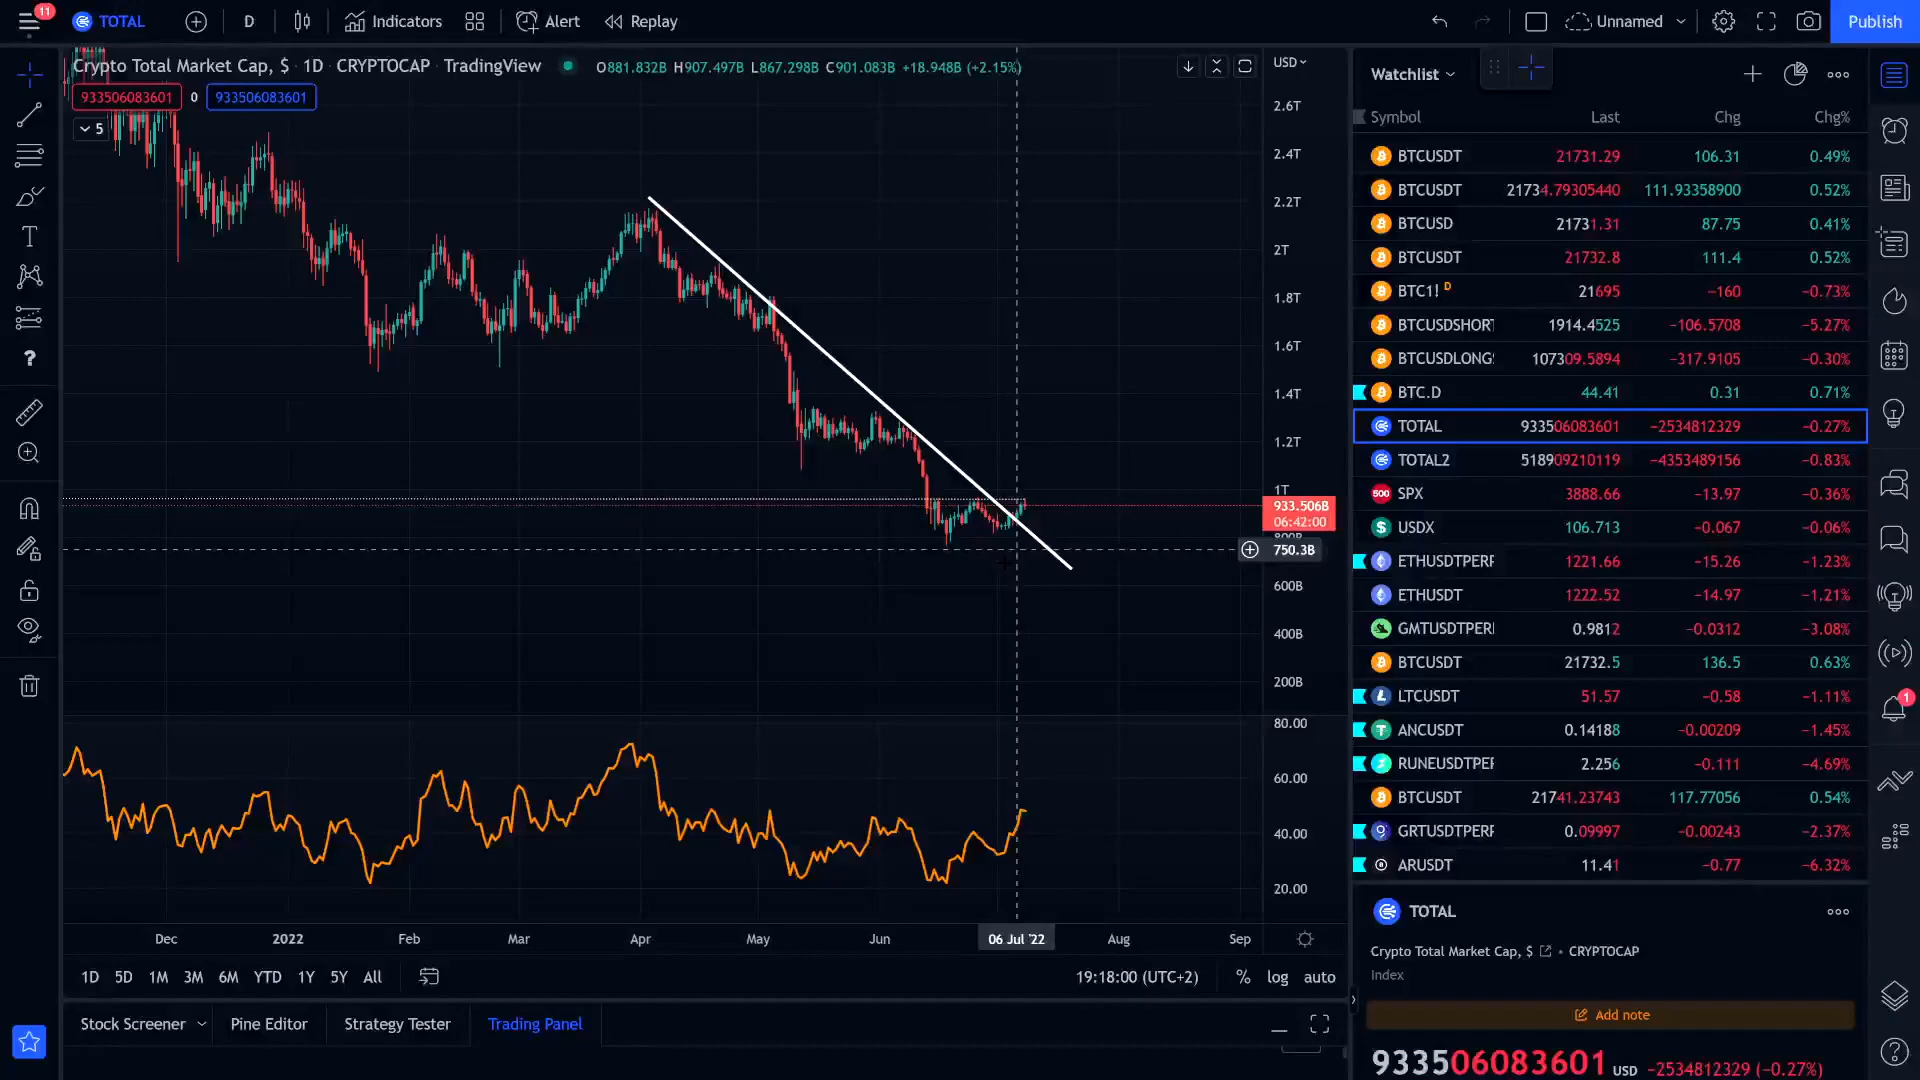 11
TOTAL
D
Indicators
Alert
Replay
Unnamed
Publish
Crypto Total Market Cap, $ · 1D · CRYPTOCAP · TradingView
O881.832B H907.497B L867.298B C901.083B +18.948B (+2.15%)
933506083601 0 933506083601
5
USD
2.6T
2.4T
2.2T
2T
1.8T
1.6T
1.4T
1.2T
1T
933.506B
06:42:00
750.3B
600B
400B
200B
80.00
60.00
40.00
20.00
Dec 2022 Feb Mar Apr May Jun 06 Jul '22 Aug Sep
1D 5D 1M 3M 6M YTD 1Y 5Y All
19:18:00 (UTC+2) % log auto
Stock Screener Pine Editor Strategy Tester Trading Panel
Watchlist
Symbol Last Chg Chg%
BTCUSDT 21731.29 106.31 0.49%
BTCUSDT 21734.79305440 111.93358900 0.52%
BTCUSD 21731.31 87.75 0.41%
BTCUSDT 21732.8 111.4 0.52%
BTC1! D 21695 −160 −0.73%
BTCUSDSHORT 1914.4525 −106.5708 −5.27%
BTCUSDLONGS 107309.5894 −317.9105 −0.30%
BTC.D 44.41 0.31 0.71%
TOTAL 933506083601 −2534812329 −0.27%
TOTAL2 518909210119 −4353489156 −0.83%
500 SPX 3888.66 −13.97 −0.36%
USDX 106.713 −0.067 −0.06%
ETHUSDTPERP 1221.66 −15.26 −1.23%
ETHUSDT 1222.52 −14.97 −1.21%
GMTUSDTPERP 0.9812 −0.0312 −3.08%
BTCUSDT 21732.5 136.5 0.63%
LTCUSDT 51.57 −0.58 −1.11%
ANCUSDT 0.14188 −0.00209 −1.45%
RUNEUSDTPERP 2.256 −0.111 −4.69%
BTCUSDT 21741.23743 117.77056 0.54%
GRTUSDTPERP 0.09997 −0.00243 −2.37%
ARUSDT 11.41 −0.77 −6.32%
TOTAL
Crypto Total Market Cap, $ • CRYPTOCAP
Index
Add note
933506083601 USD −2534812329 (−0.27%)
1